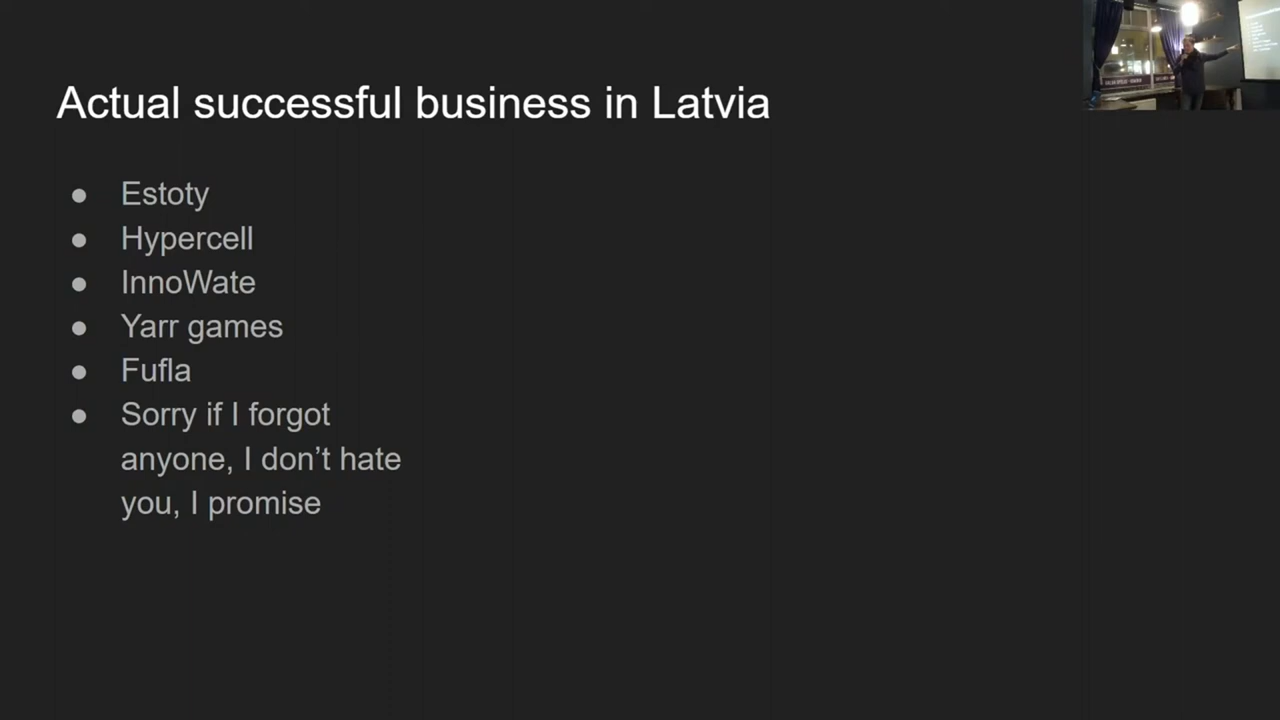 Actual successful business in Latvia
● Estoty
● Hypercell
● InnoWate
● Yarr games
● Fufla
● Sorry if I forgot
anyone, I don’t hate
you, I promise